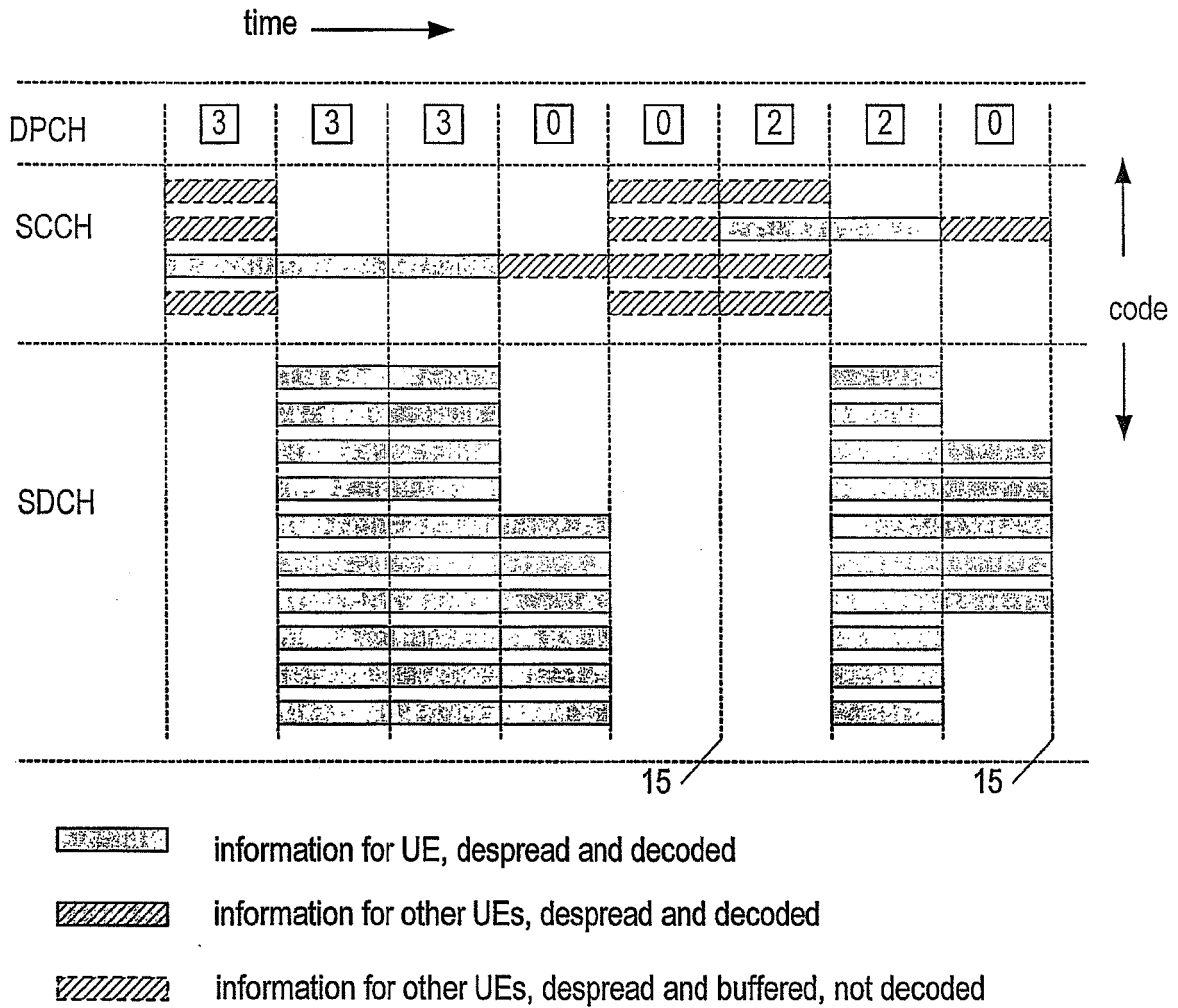 time
DPCH 3 3 3 0 0 2 2 0
SCCH
code
SDCH
15 15
information for UE, despread and decoded
information for other UEs, despread and decoded
information for other UEs, despread and buffered, not decoded